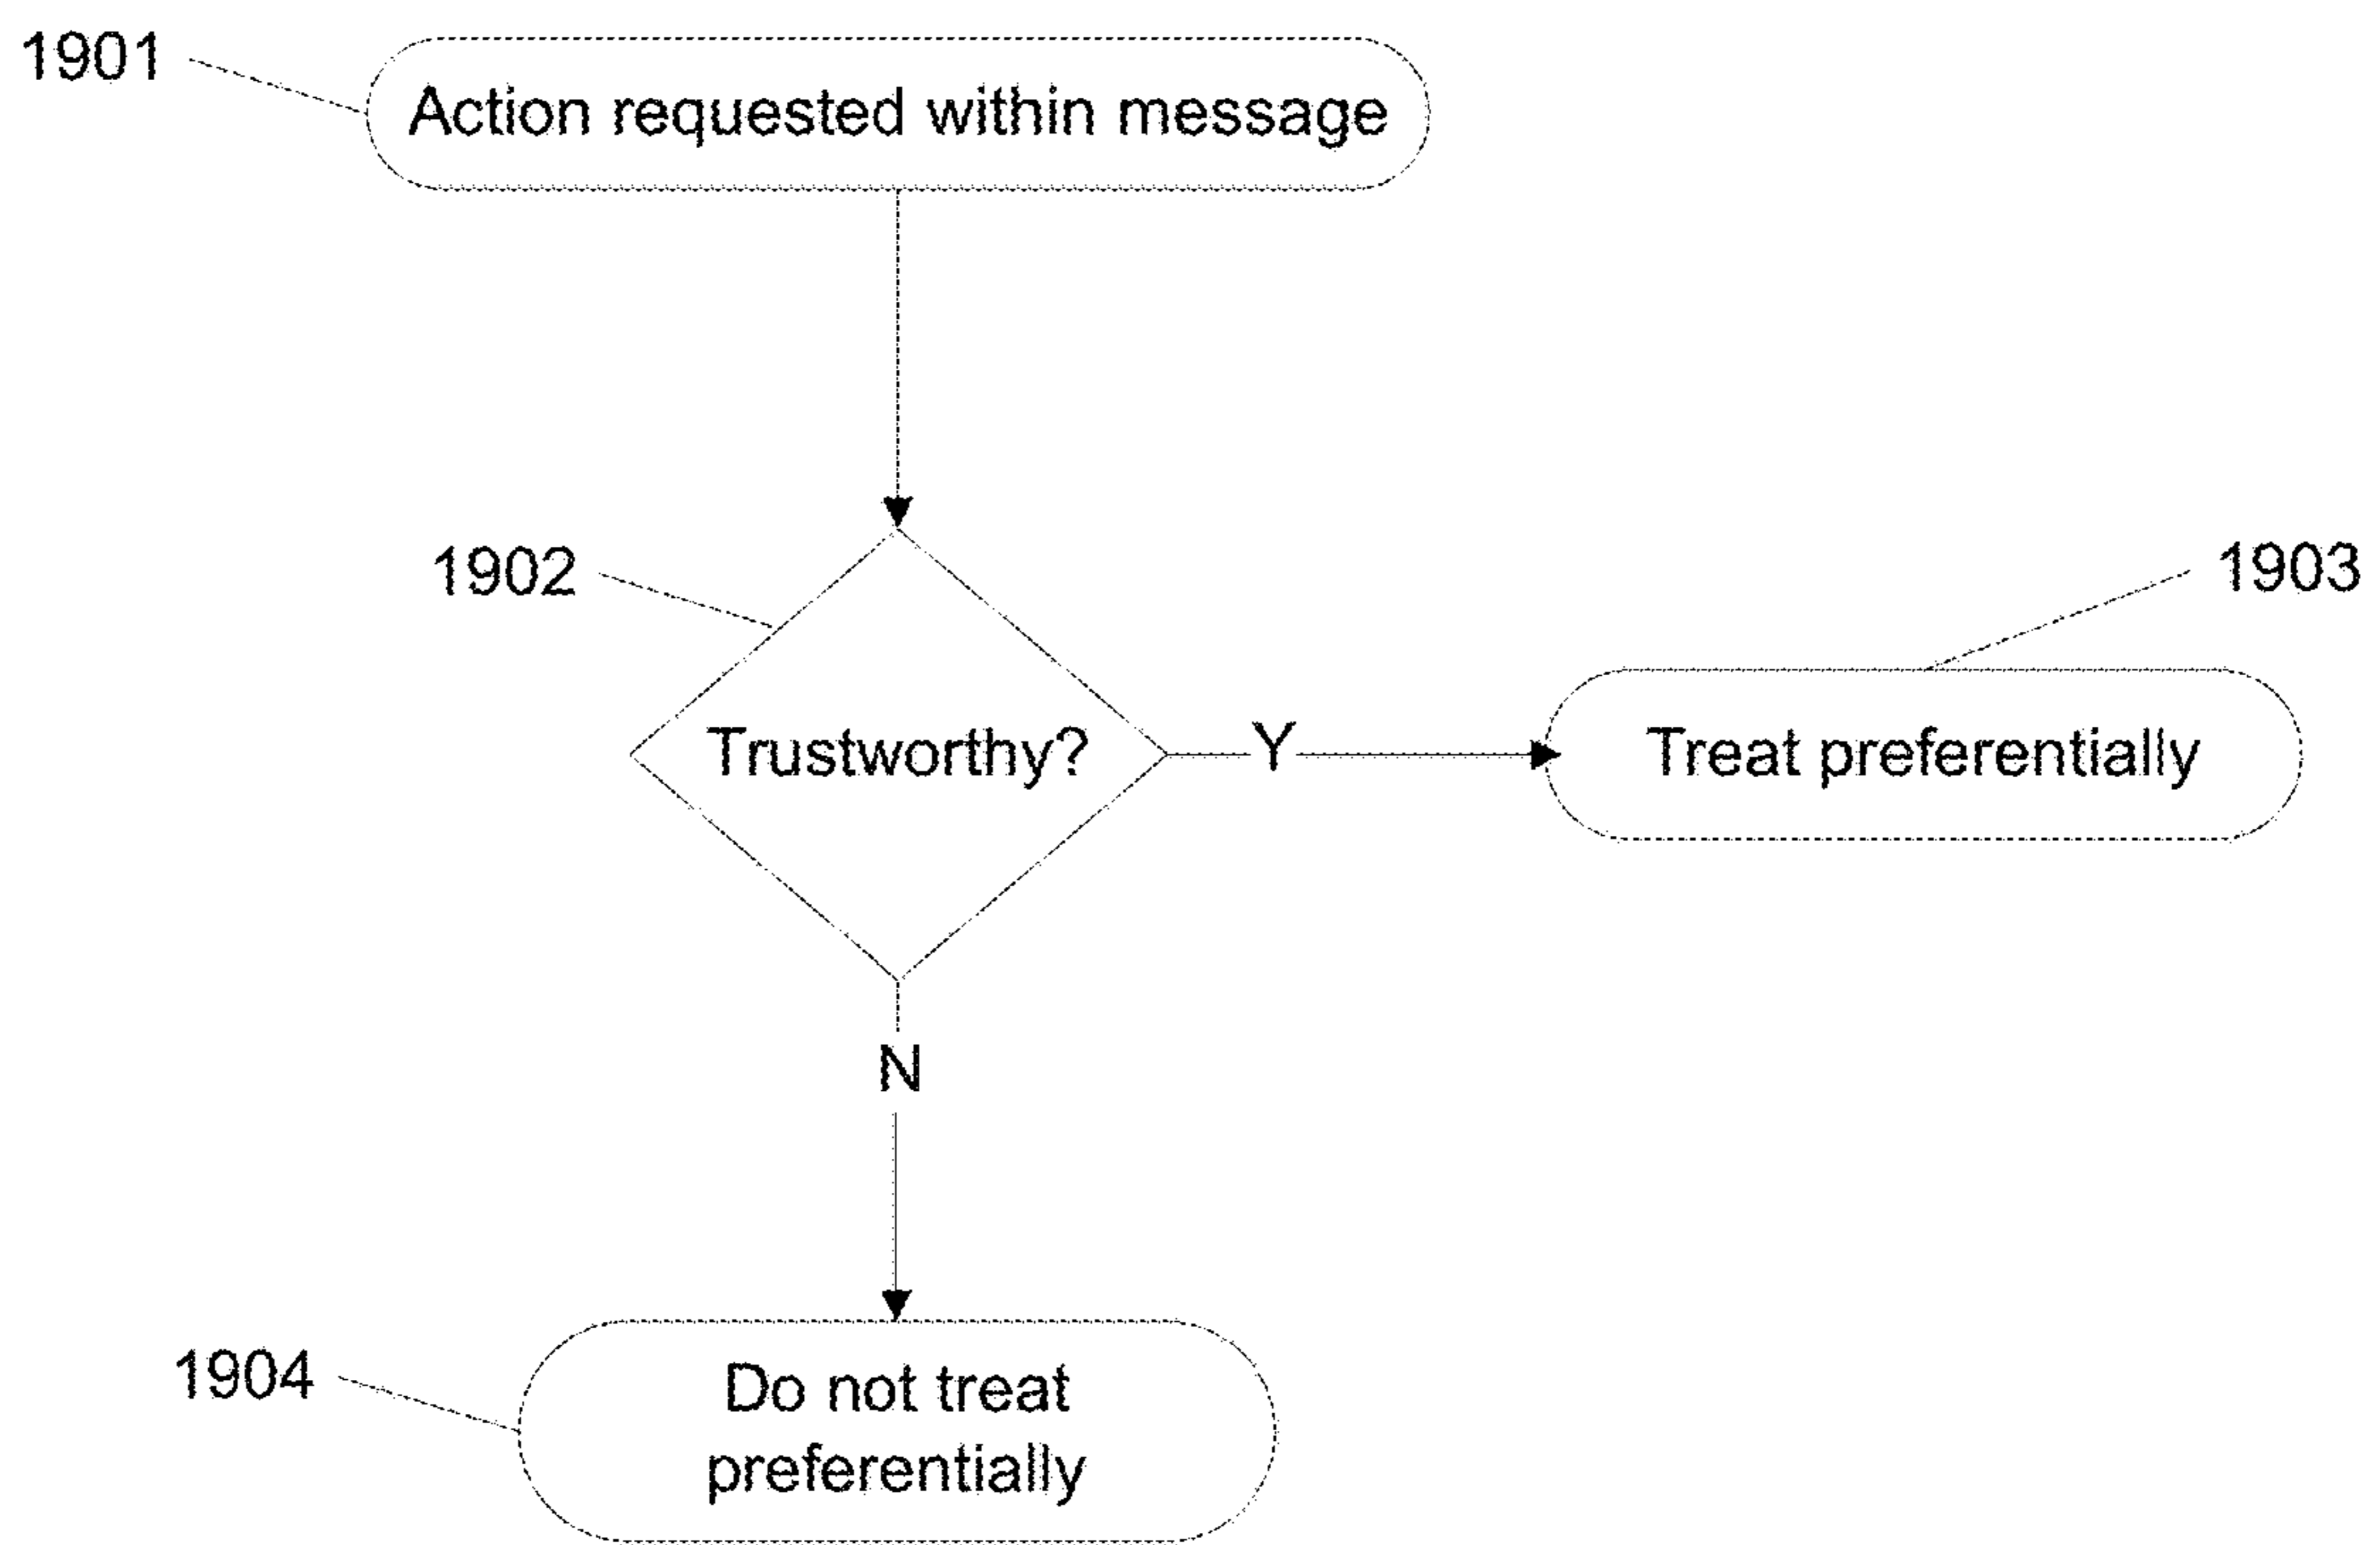 1901
Action requested within message
1902
1903
Trustworthy?
Y
Treat preferentially
N
1904
Do not treat
preferentially